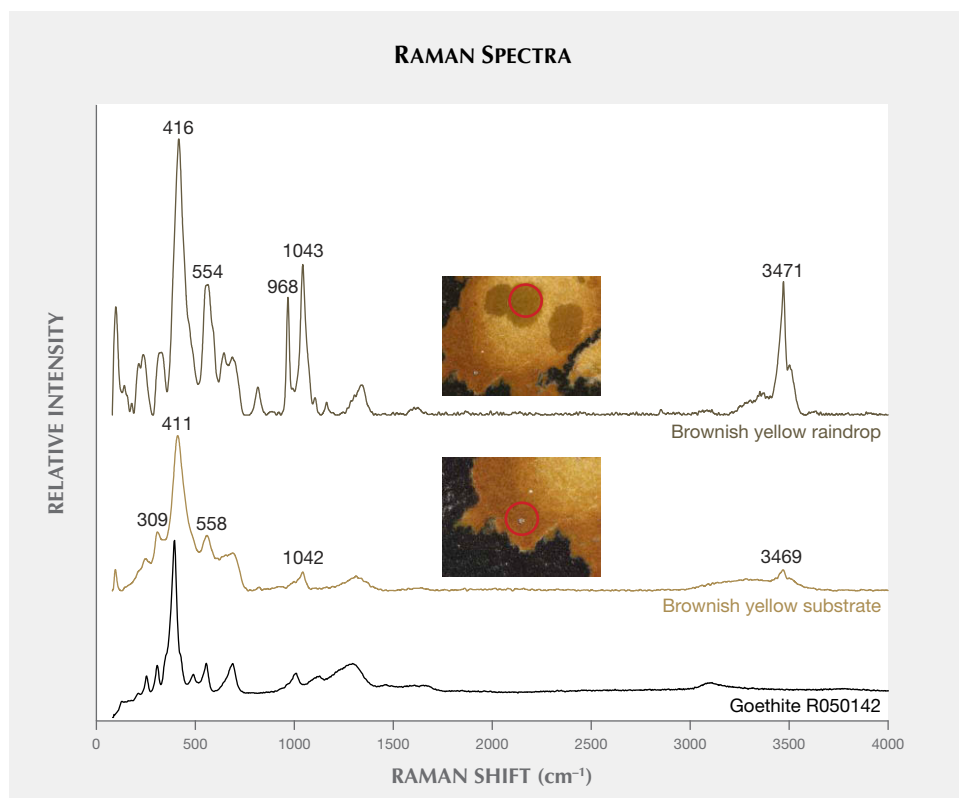 RAMAN SPECTRA
RELATIVE INTENSITY
416
554
968
1043
3471
Brownish yellow raindrop
411
309
558
1042
3469
Brownish yellow substrate
Goethite R050142
0 500 1000 1500 2000 2500 3000 3500 4000
RAMAN SHIFT (cm⁻¹)